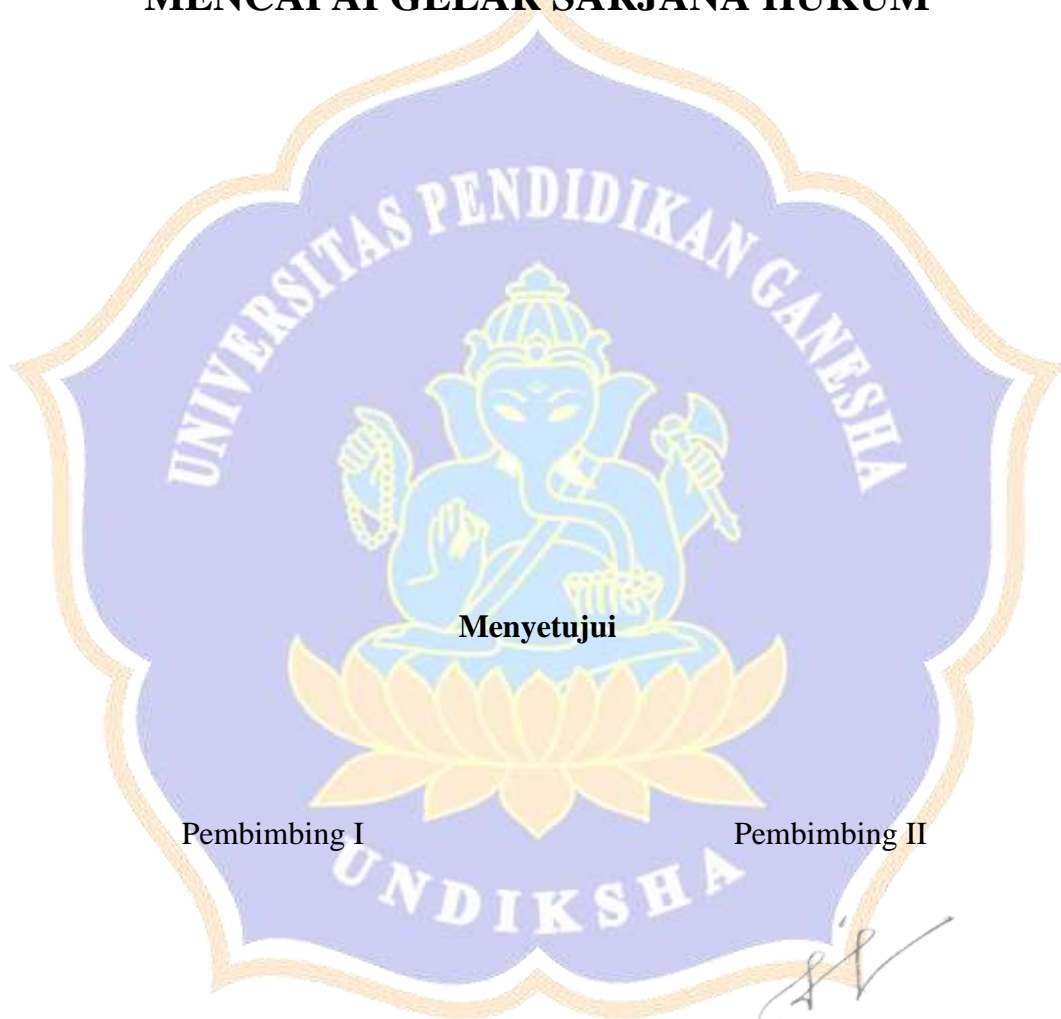 MENCAPAI GELAR SARJANA HUKUM
UNIVERSITAS PENDIDIKAN GANESHA
Menyetujui
Pembimbing I Pembimbing II
UNDIKSHA